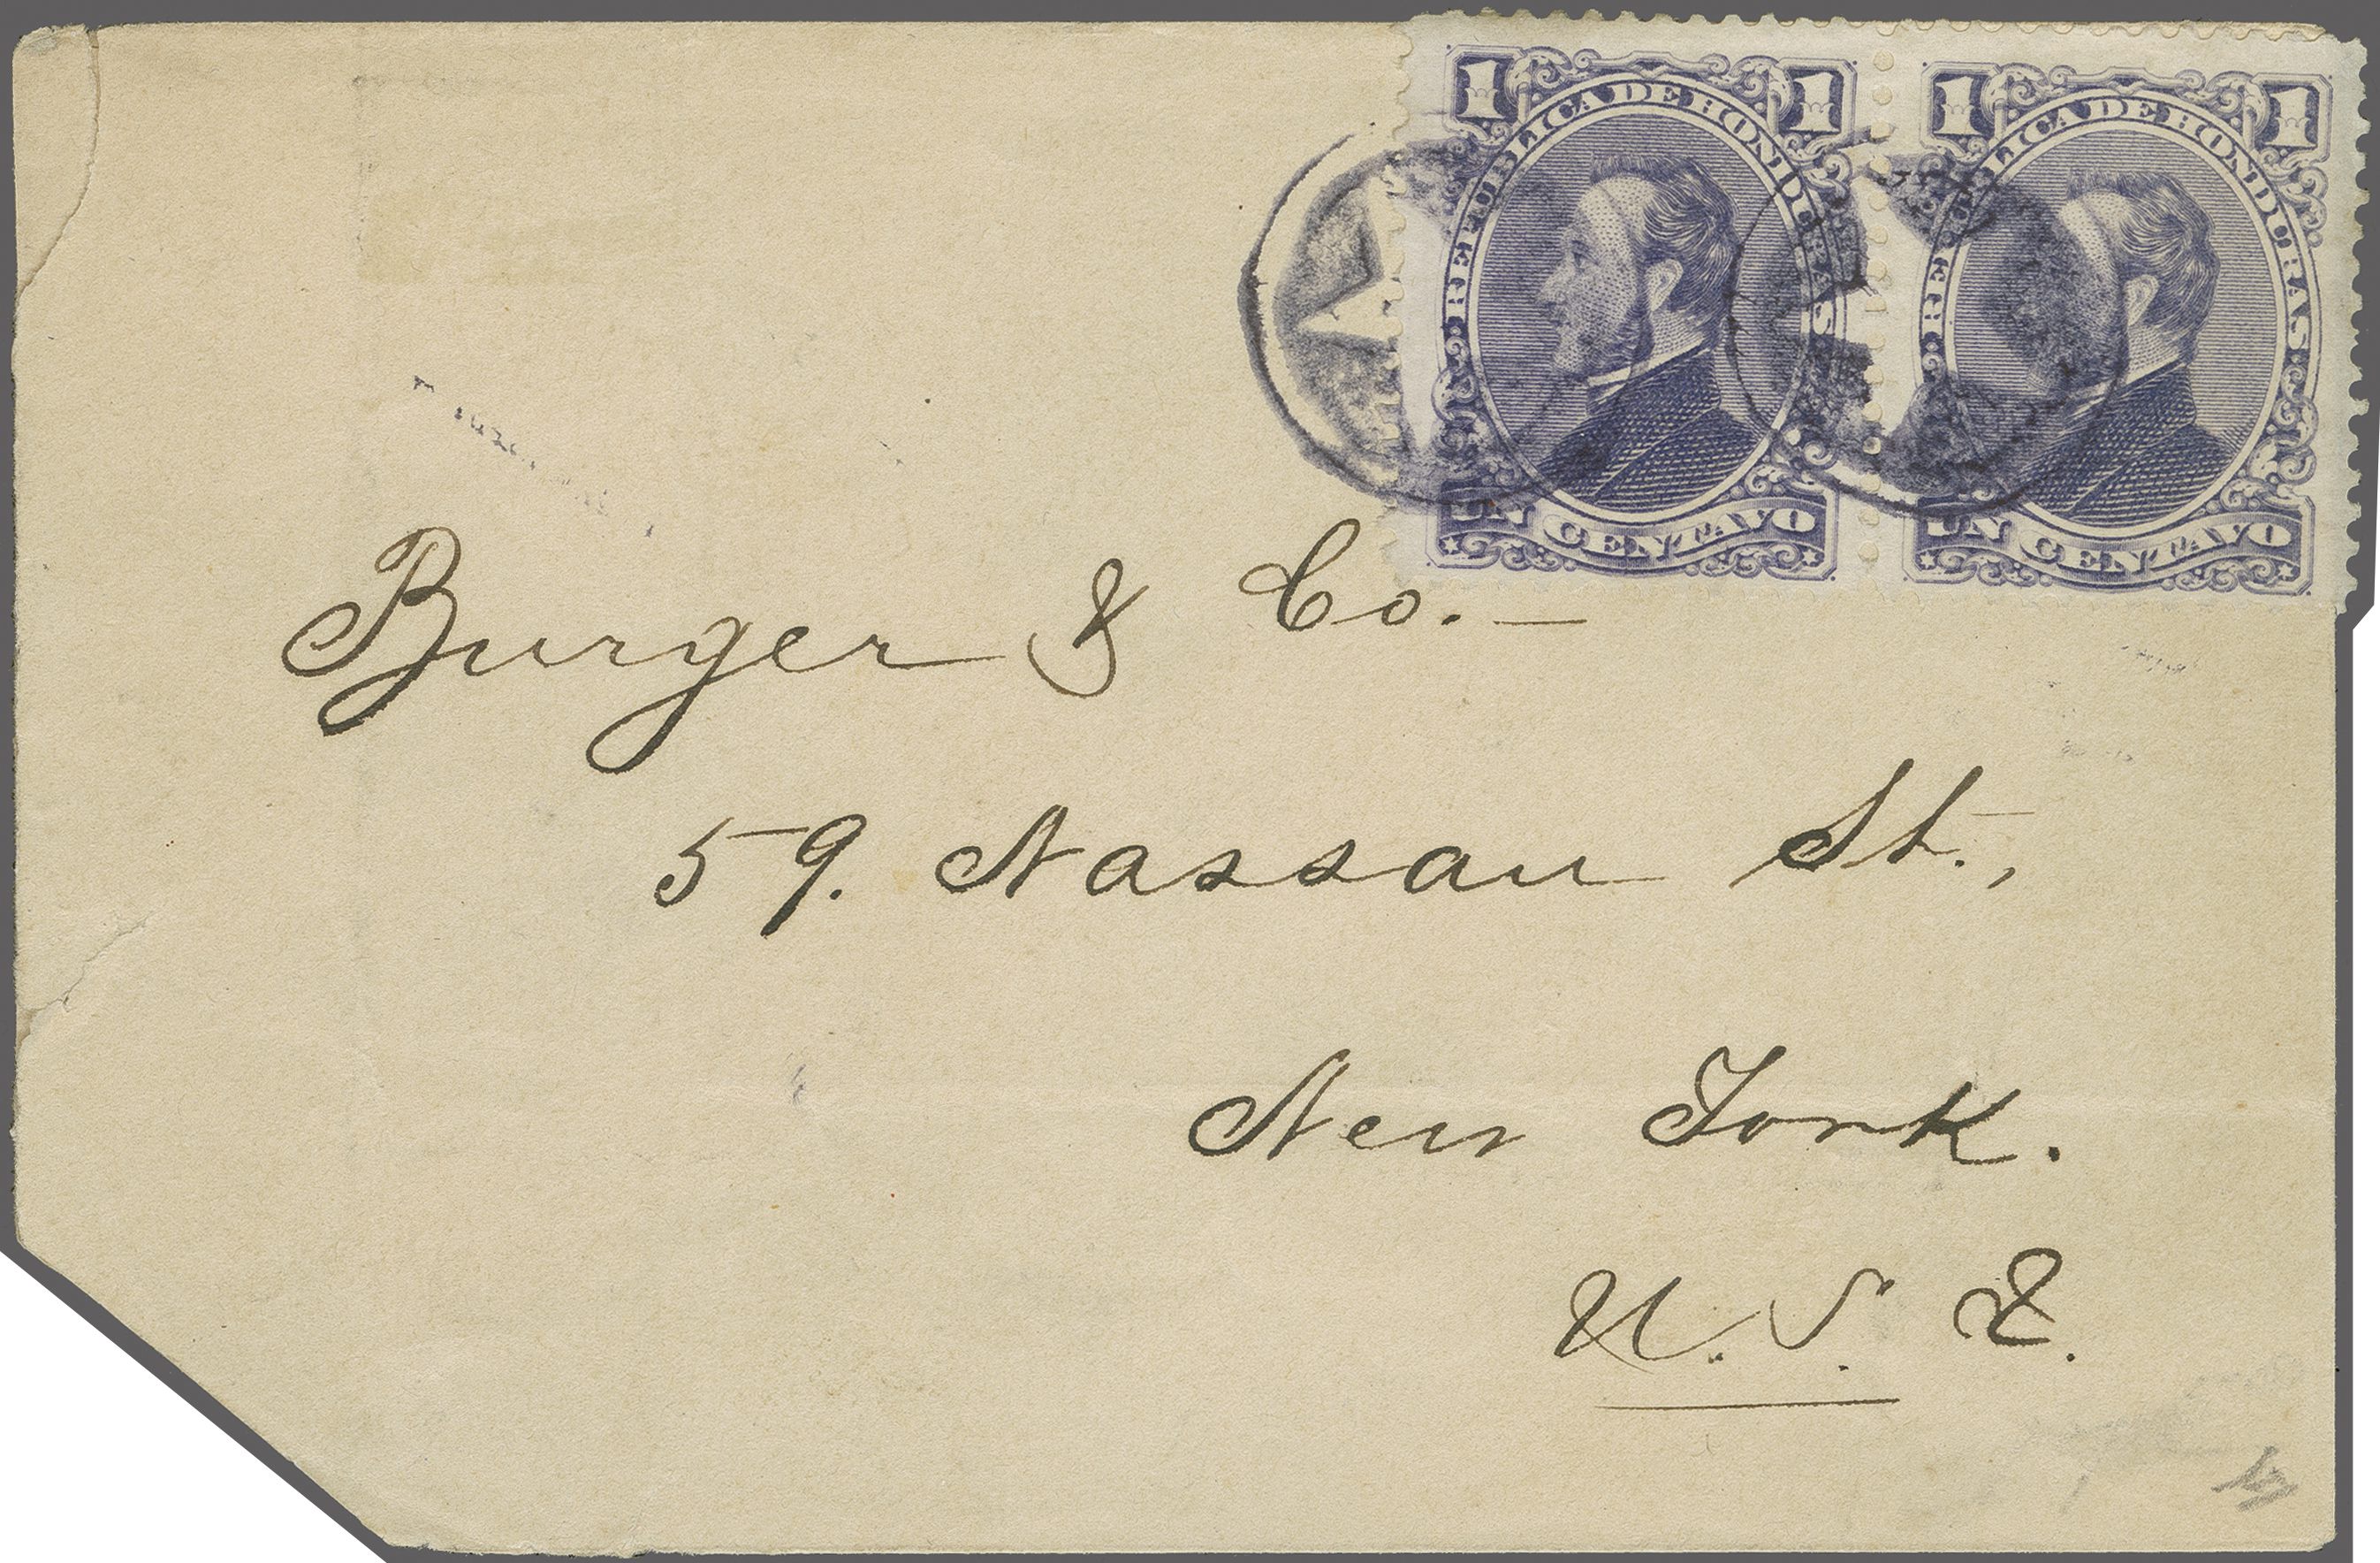 1 1
REPUBLICA DE HONDURAS
UN CENTAVO
1 1
REPUBLICA DE HONDURAS
UN CENTAVO
Burger & Co. —
59. Nassau St.,
New York.
U. S. E.